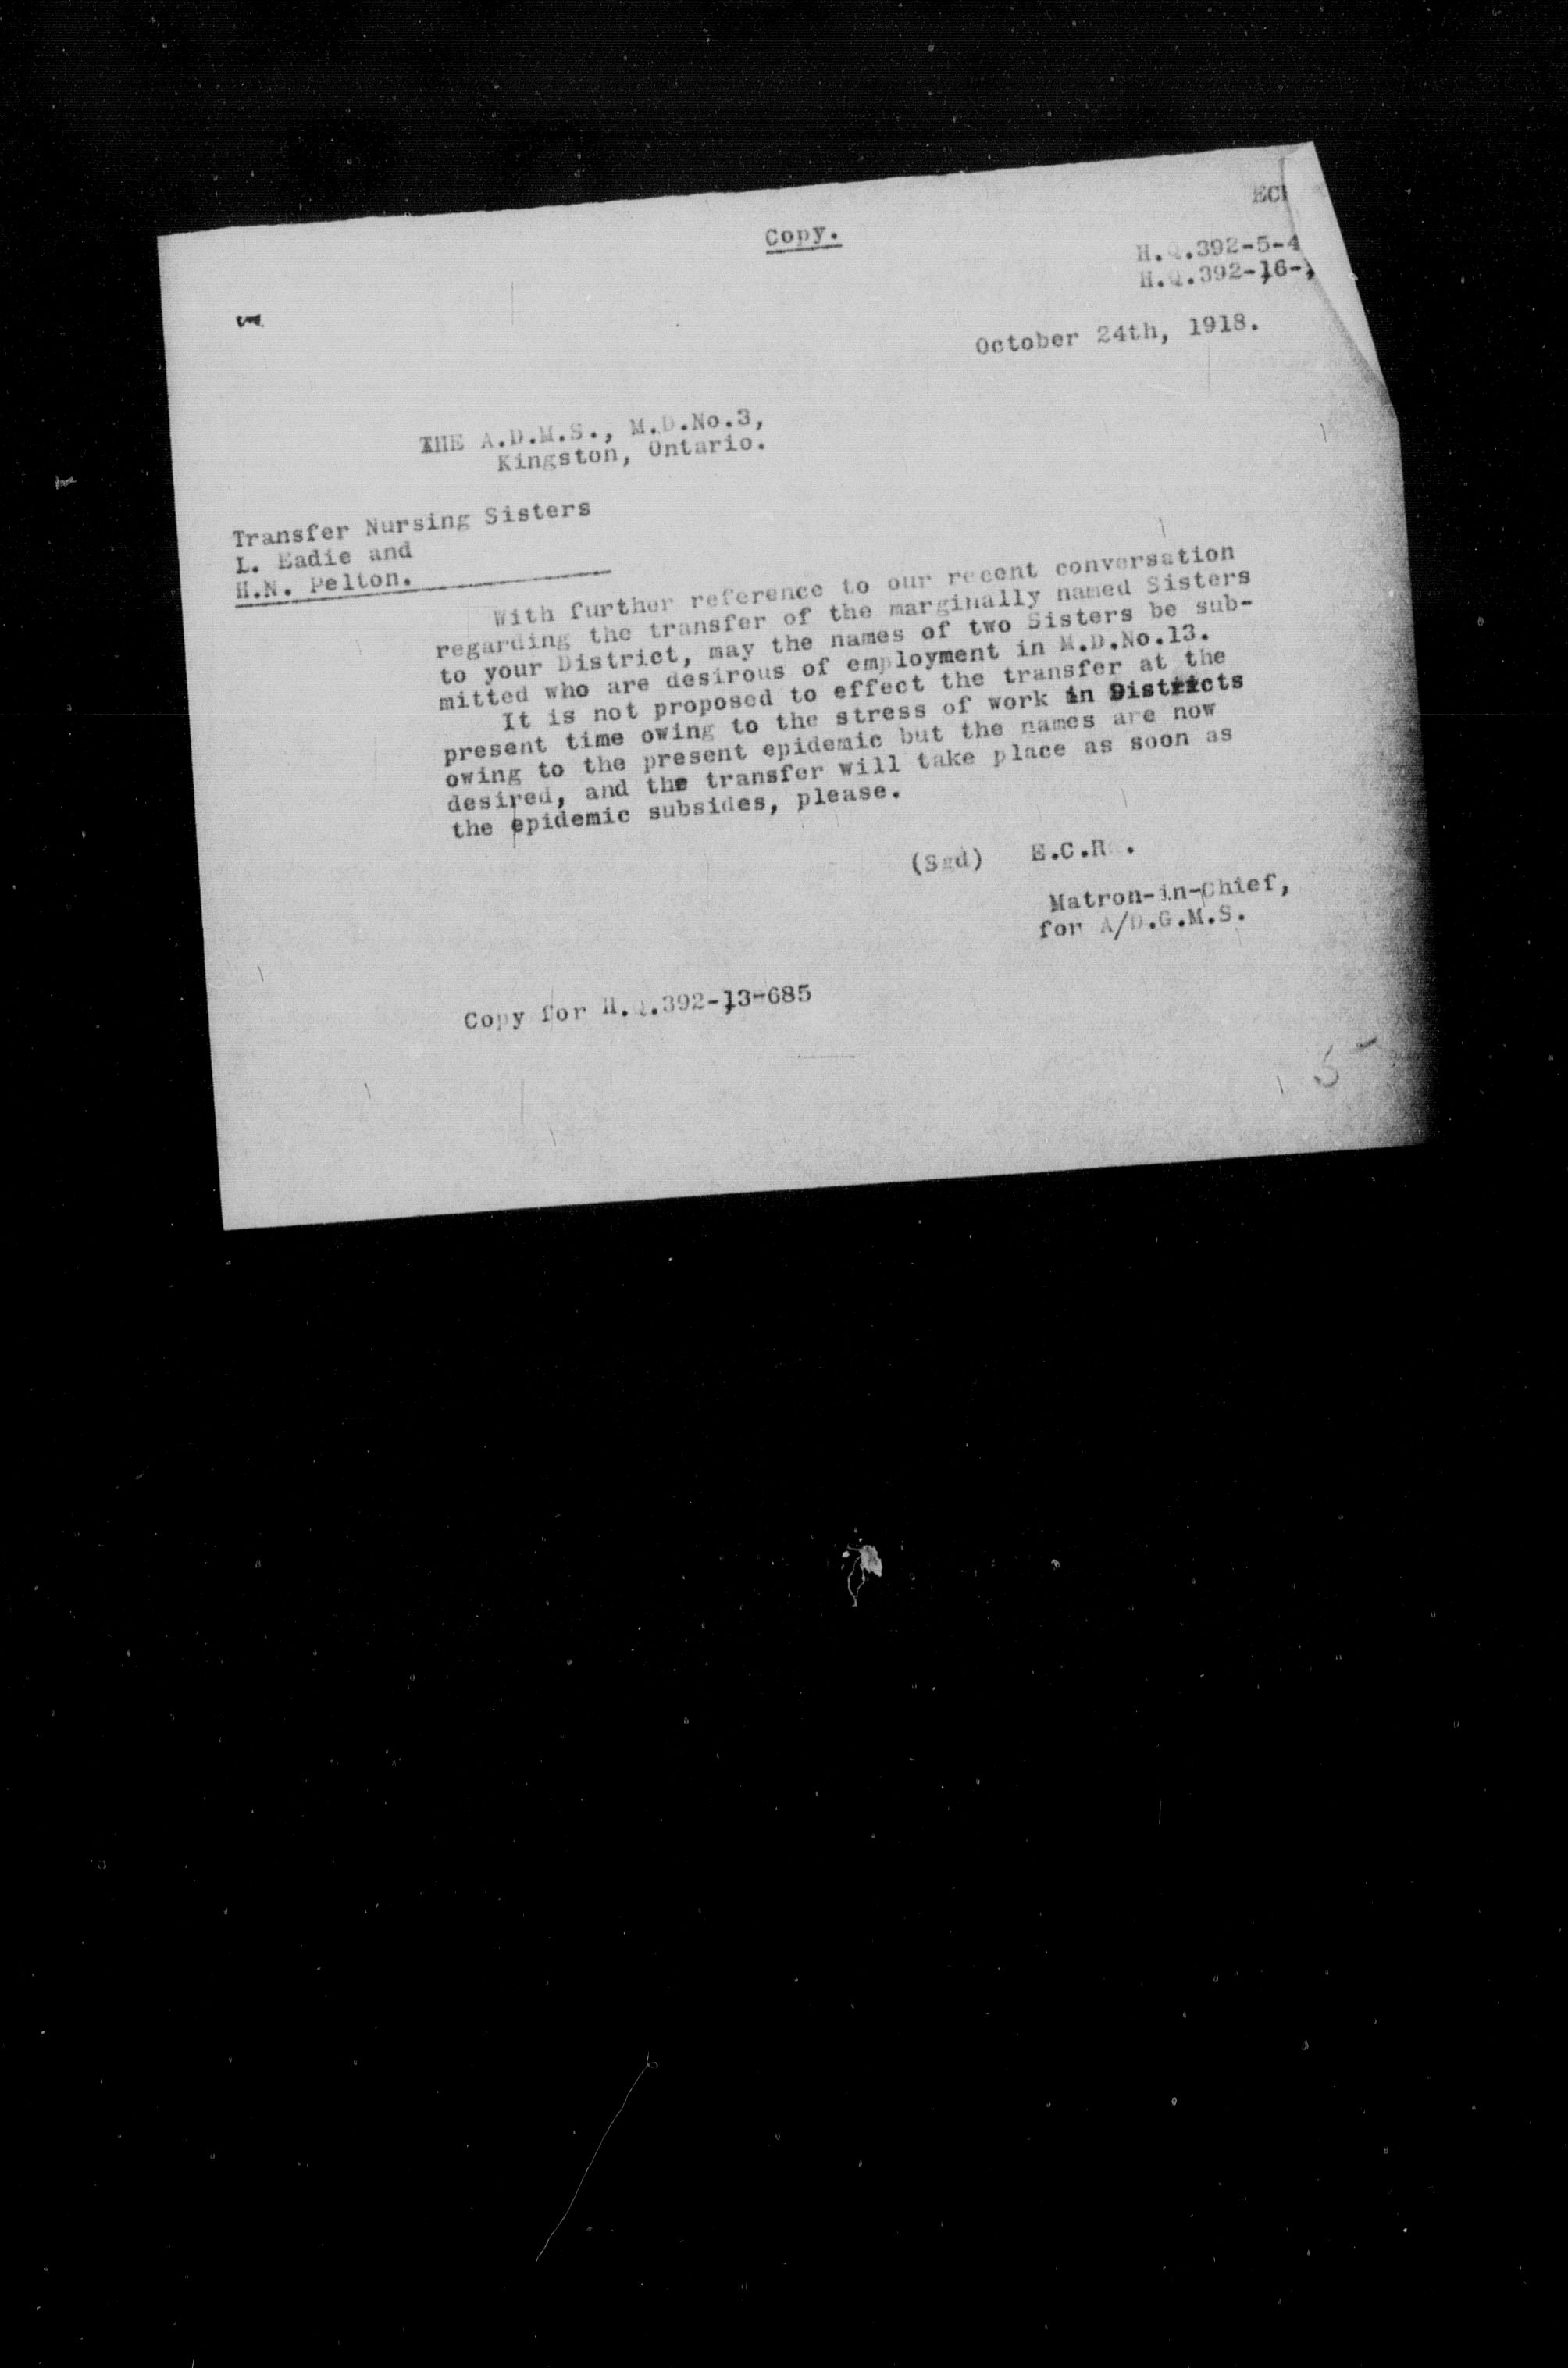 Copy.
H.Q.392-5-4
H.Q.392-16-
October 24th, 1918.
THE A.D.M.S., M.D.No.3,
Kingston, Ontario.
Transfer Nursing Sisters
L. Eadie and
H.N. Pelton.
With further reference to our recent conversation
regarding the transfer of the marginally named Sisters
to your District, may the names of two Sisters be sub-
mitted who are desirous of employment in M.D.No.13.
It is not proposed to effect the transfer at the
present time owing to the stress of work in Districts
owing to the present epidemic but the names are now
desired, and the transfer will take place as soon as
the epidemic subsides, please.
(Sgd) E.C.R.
Matron-in-Chief,
for A/D.G.M.S.
Copy for H.Q.392-13-685
5